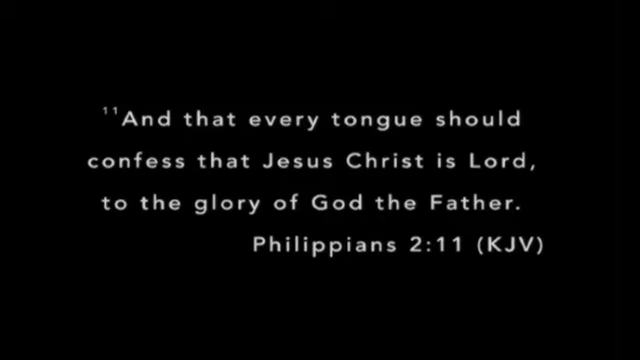 ¹¹And that every tongue should
confess that Jesus Christ is Lord,
to the glory of God the Father.
Philippians 2:11 (KJV)